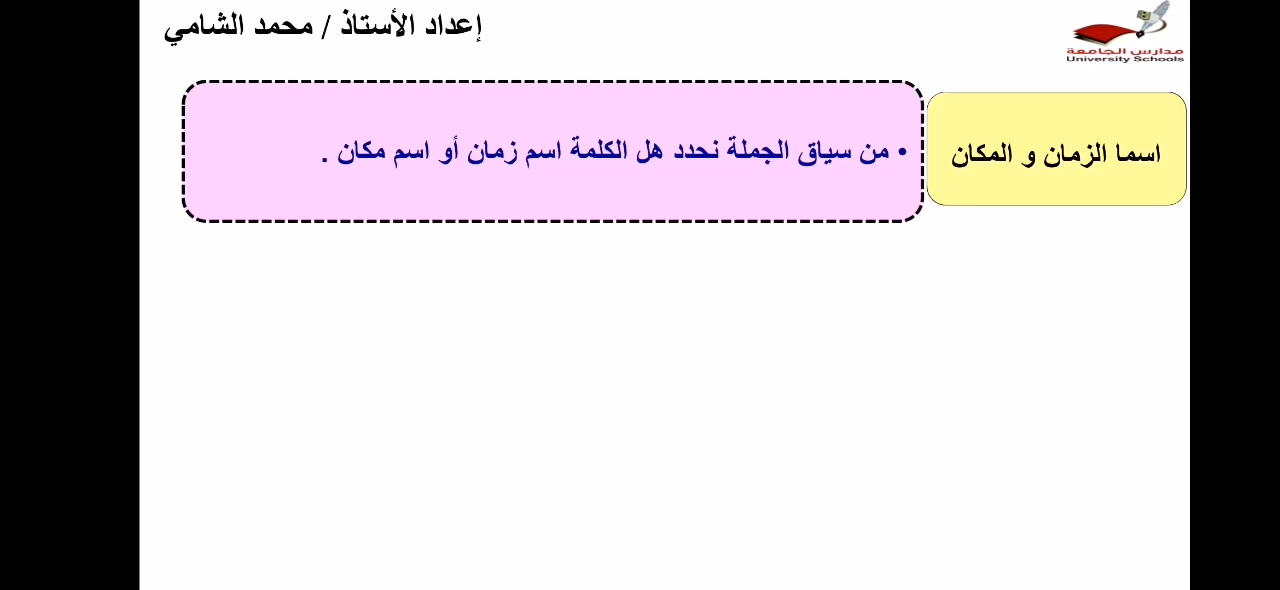 إعداد الأستاذ / محمد الشامي
مدارس الجامعة
University Schools
اسما الزمان و المكان
• من سياق الجملة نحدد هل الكلمة اسم زمان أو اسم مكان .